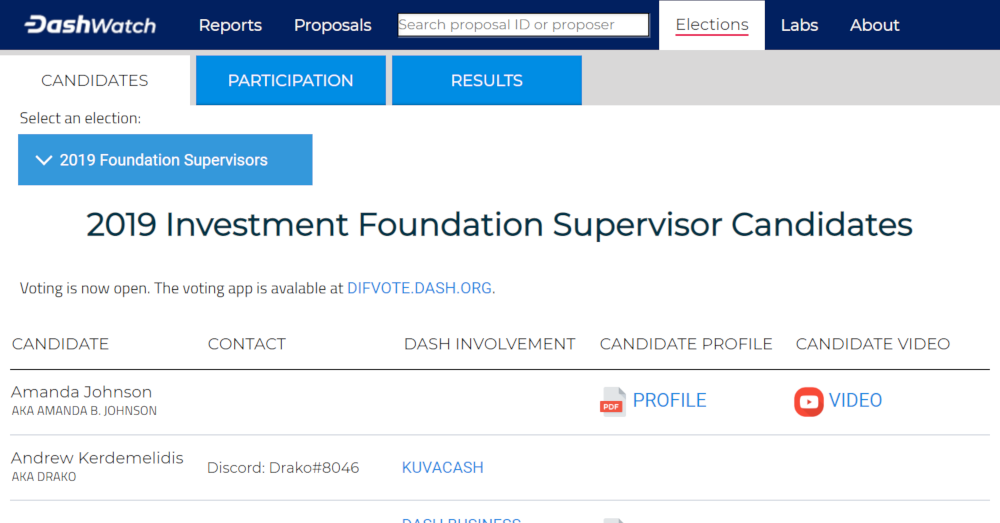 DashWatch
Reports
Proposals
Search proposal ID or proposer
Elections
Labs
About
CANDIDATES
PARTICIPATION
RESULTS
Select an election:
2019 Foundation Supervisors
2019 Investment Foundation Supervisor Candidates
Voting is now open. The voting app is avalable at DIFVOTE.DASH.ORG.
CANDIDATE
CONTACT
DASH INVOLVEMENT
CANDIDATE PROFILE
CANDIDATE VIDEO
Amanda Johnson
AKA AMANDA B. JOHNSON
PDF
PROFILE
VIDEO
Andrew Kerdemelidis
AKA DRAKO
Discord: Drako#8046
KUVACASH
DASH BUSINESS